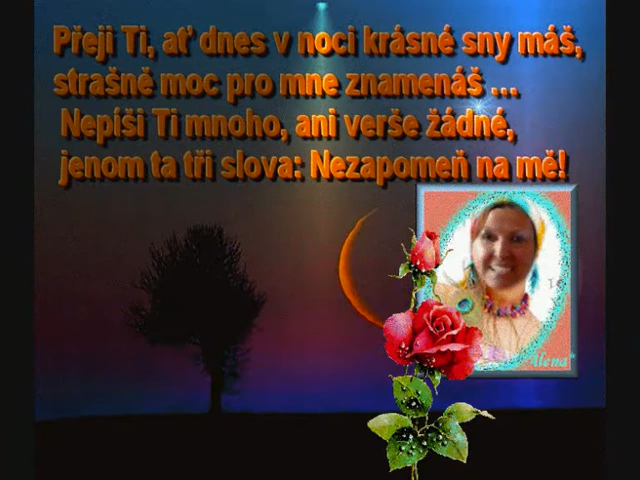 Přeji Ti, ať dnes v noci krásné sny máš,
strašně moc pro mne znamenáš ...
Nepíši Ti mnoho, ani verše žádné,
jenom ta tři slova: Nezapomeň na mě!
"Alena"